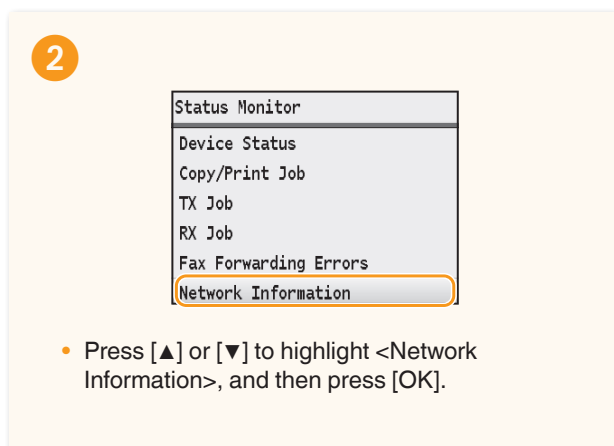 2
Status Monitor
Device Status
Copy/Print Job
TX Job
RX Job
Fax Forwarding Errors
Network Information
• Press [▲] or [▼] to highlight <Network
Information>, and then press [OK].